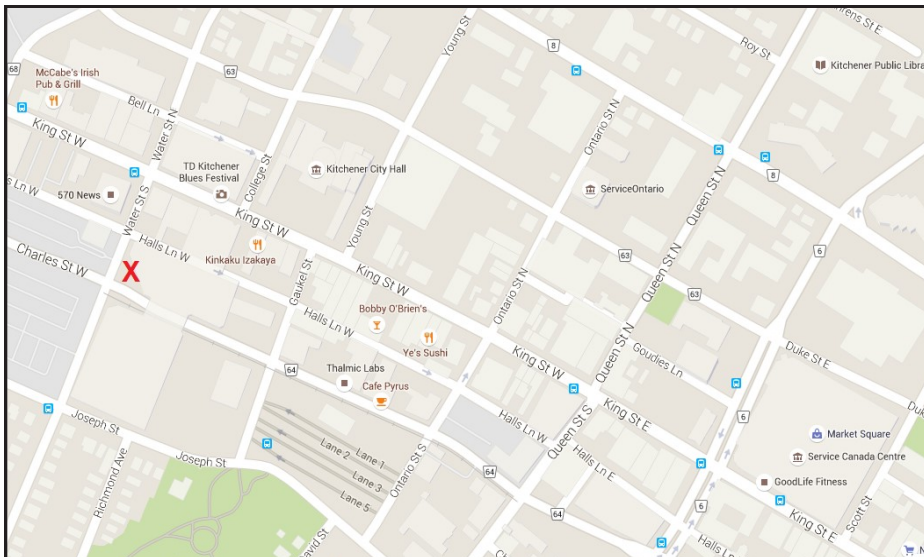 68
McCabe's Irish
Pub & Grill
Bell Ln
Water St N
63
Young St
8
Roy St
Kitchener Public Libra
King St W
King St W
TD Kitchener
Blues Festival
College St
Kitchener City Hall
64
Ontario St N
ServiceOntario
8
8
570 News
Water St S
Halls Ln W
Kinkaku Izakaya
King St W
Young St
Queen St N
Queen St N
6
63
Charles St W
X
Gaukel St
King St W
Ontario St N
63
Bobby O'Brien's
Ye's Sushi
Halls Ln W
Goudies Ln
Duke St E
64
Thalmic Labs
Cafe Pyrus
6
6
Joseph St
Joseph St
Richmond Ave
Lane 1
Lane 2
Lane 3
Lane 5
Ontario St S
Halls Ln W
Queen St S
King St E
Halls Ln E
64
64
Market Square
Service Canada Centre
GoodLife Fitness
6
King St E
Scott St